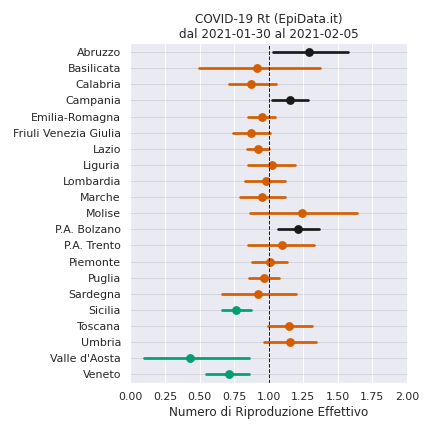 COVID-19 Rt (EpiData.it)
dal 2021-01-30 al 2021-02-05
Abruzzo
Basilicata
Calabria
Campania
Emilia-Romagna
Friuli Venezia Giulia
Lazio
Liguria
Lombardia
Marche
Molise
P.A. Bolzano
P.A. Trento
Piemonte
Puglia
Sardegna
Sicilia
Toscana
Umbria
Valle d'Aosta
Veneto
0.00 0.25 0.50 0.75 1.00 1.25 1.50 1.75 2.00
Numero di Riproduzione Effettivo